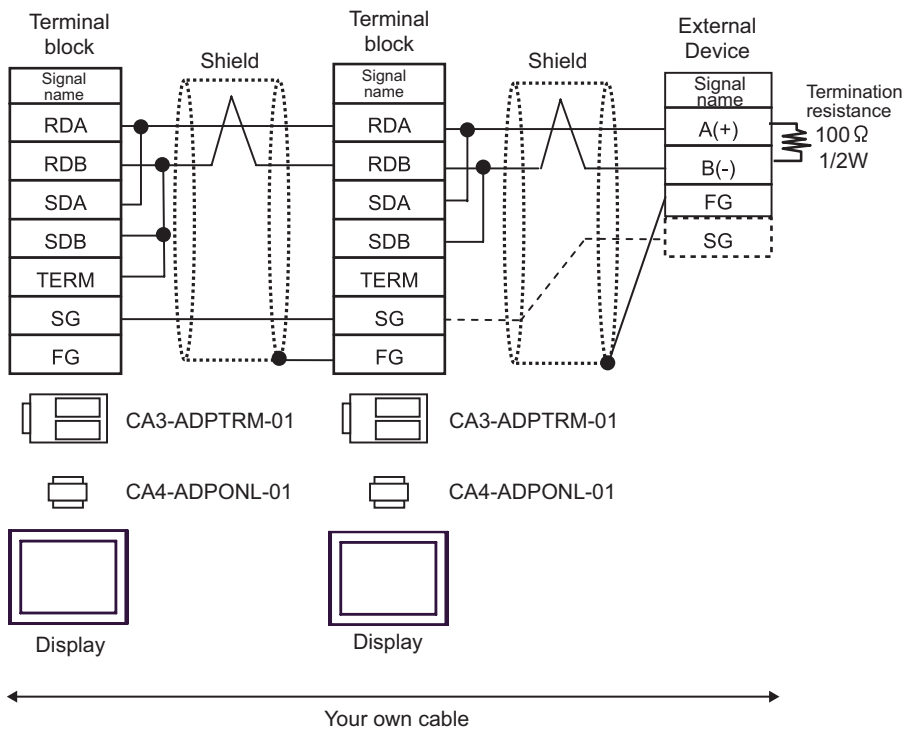 Terminal
block
Signal
name
RDA
RDB
SDA
SDB
TERM
SG
FG
Shield
Terminal
block
Signal
name
RDA
RDB
SDA
SDB
TERM
SG
FG
Shield
External
Device
Signal
name
A(+)
B(-)
FG
SG
Termination
resistance
100 Ω
1/2W
CA3-ADPTRM-01
CA3-ADPTRM-01
CA4-ADPONL-01
CA4-ADPONL-01
Display
Display
Your own cable